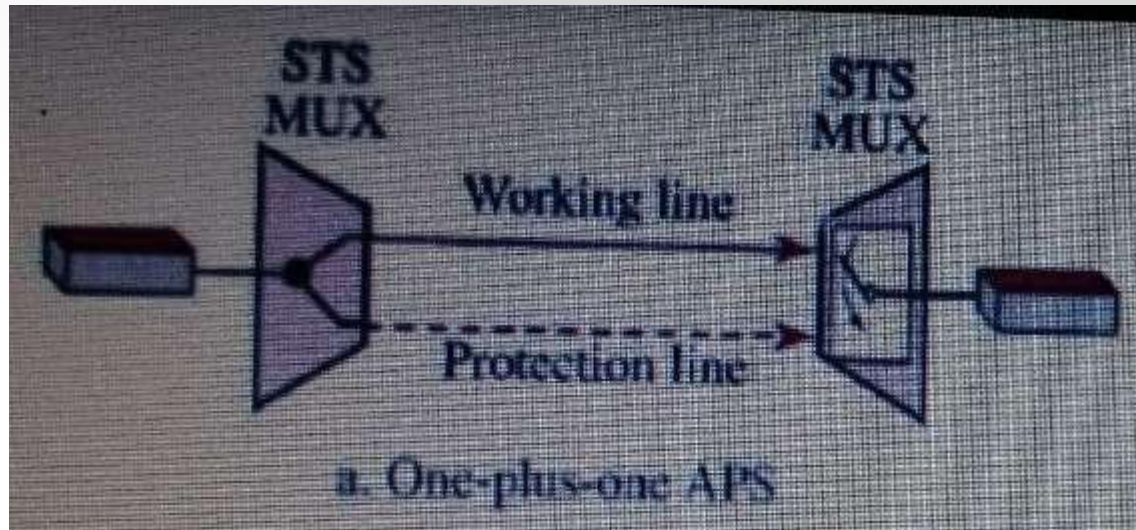 STS
MUX
STS
MUX
Working line
Protection line
a. One-plus-one APS